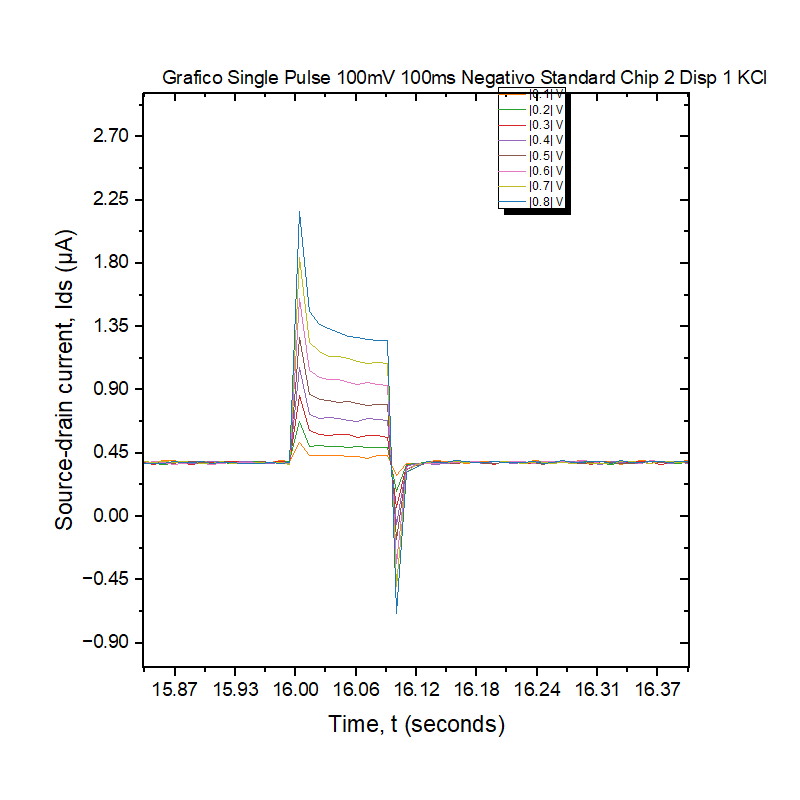 Grafico Single Pulse 100mV 100ms Negativo Standard Chip 2 Disp 1 KCl
|0.1| V
|0.2| V
|0.3| V
|0.4| V
|0.5| V
|0.6| V
|0.7| V
|0.8| V
2.70
2.25
1.80
1.35
0.90
0.45
0.00
−0.45
−0.90
Source-drain current, Ids (µA)
15.87 15.93 16.00 16.06 16.12 16.18 16.24 16.31 16.37
Time, t (seconds)